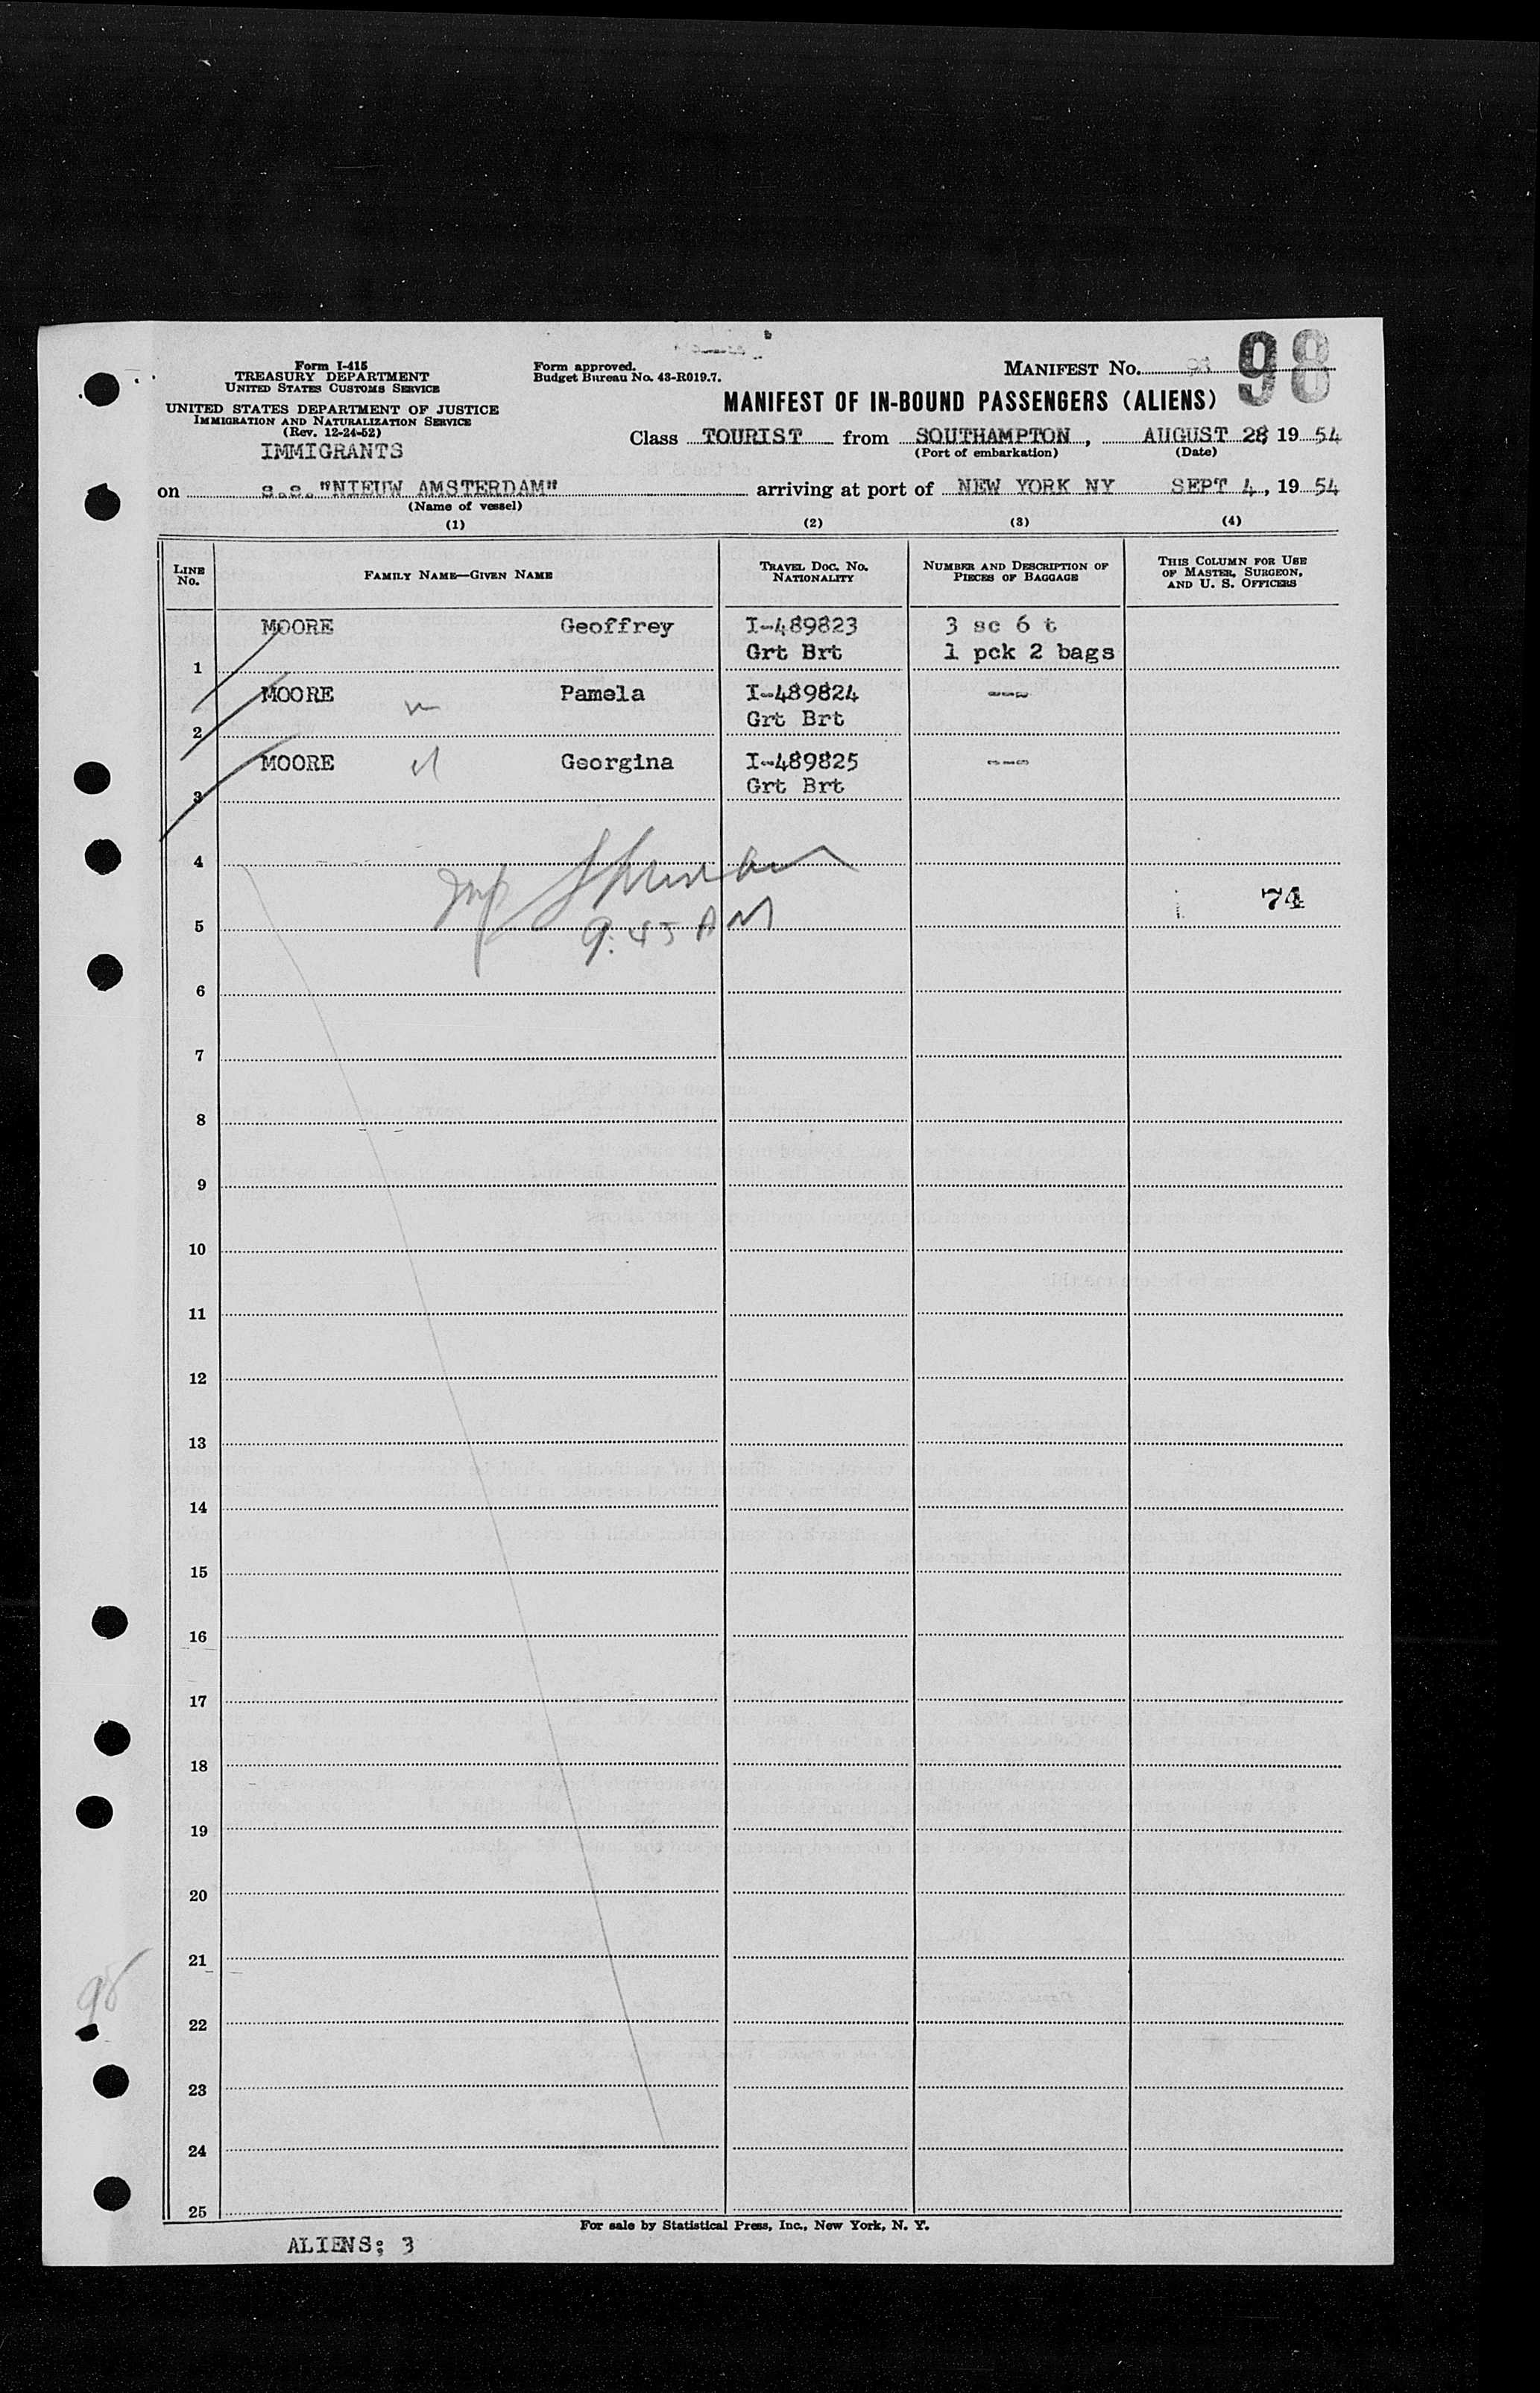 Form I-415
TREASURY DEPARTMENT
UNITED STATES CUSTOMS SERVICE
UNITED STATES DEPARTMENT OF JUSTICE
IMMIGRATION AND NATURALIZATION SERVICE
(Rev. 12-24-52)
IMMIGRANTS
Form approved.
Budget Bureau No. 43-R019.7.
MANIFEST No. 98 98
MANIFEST OF IN-BOUND PASSENGERS (ALIENS)
Class TOURIST from SOUTHAMPTON, AUGUST 28 19 54
(Port of embarkation) (Date)
on s.s."NIEUW AMSTERDAM" arriving at port of NEW YORK NY SEPT 4, 19 54
(Name of vessel)
(1) (2) (3) (4)
LINE No. FAMILY NAME—GIVEN NAME TRAVEL DOC. NO. NATIONALITY NUMBER AND DESCRIPTION OF PIECES OF BAGGAGE THIS COLUMN FOR USE OF MASTER, SURGEON, AND U. S. OFFICERS
MOORE Geoffrey I-489823 3 sc 6 t
1 Grt Brt 1 pck 2 bags
MOORE Pamela I-489824 ---
2 Grt Brt
MOORE Georgina I-489825 ---
3 Grt Brt
4
74
5 9:45 AM
6
7
8
9
10
11
12
13
14
15
16
17
18
19
20
21
98
22
23
24
25
For sale by Statistical Press, Inc., New York, N. Y.
ALIENS; 3